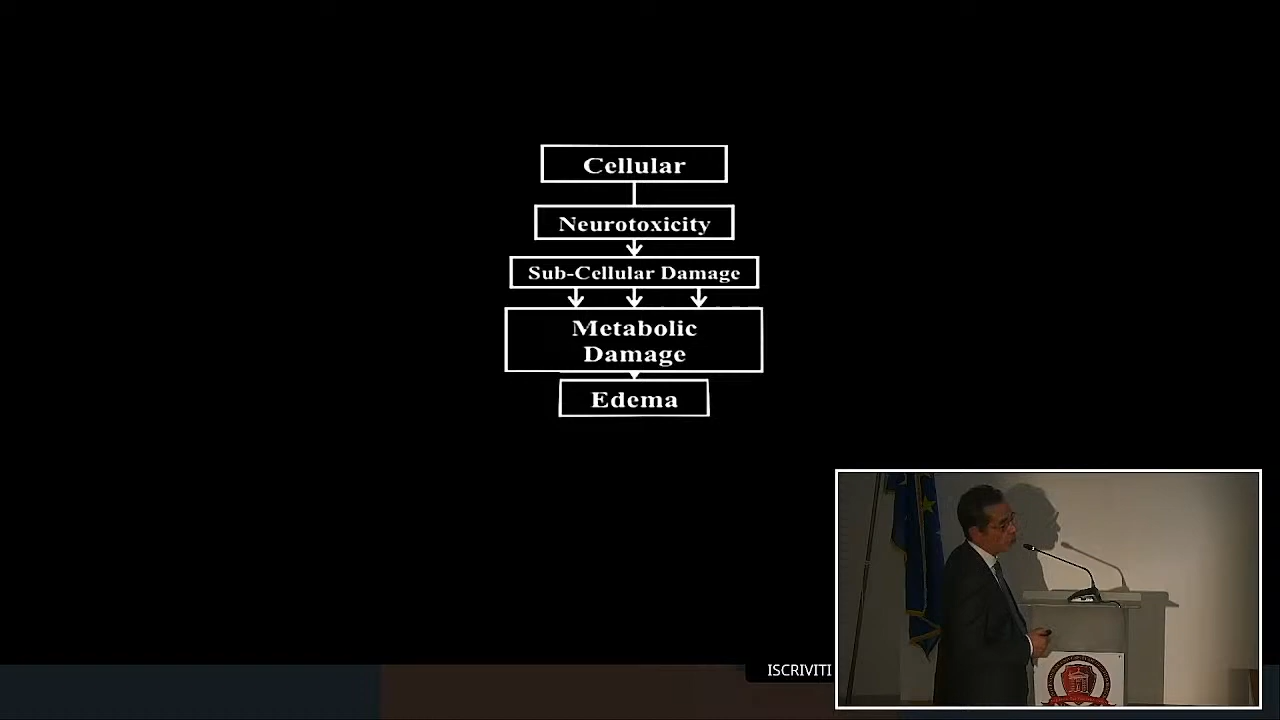 Cellular
Neurotoxicity
Sub-Cellular Damage
Metabolic
Damage
Edema
ISCRIVITI